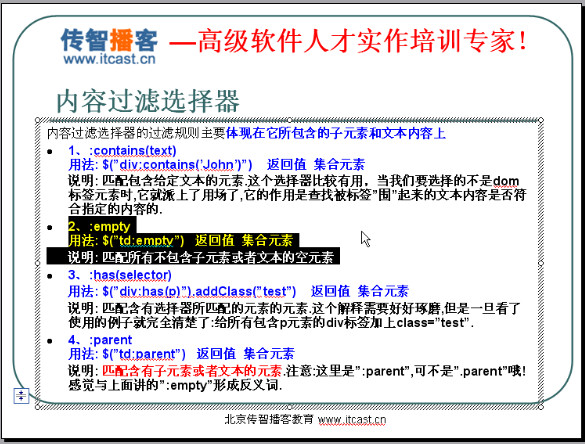 传智播客 —高级软件人才实作培训专家!
www.itcast.cn
内容过滤选择器
内容过滤选择器的过滤规则主要体现在它所包含的子元素和文本内容上
1、:contains(text)
用法: $("div:contains('John')") 返回值 集合元素
说明: 匹配包含给定文本的元素.这个选择器比较有用，当我们要选择的不是dom
标签元素时,它就派上了用场了,它的作用是查找被标签"围"起来的文本内容是否符
合指定的内容的.
2、:empty
用法: $("td:empty") 返回值 集合元素
说明: 匹配所有不包含子元素或者文本的空元素
3、:has(selector)
用法: $("div:has(p)").addClass("test") 返回值 集合元素
说明: 匹配含有选择器所匹配的元素的元素.这个解释需要好好琢磨,但是一旦看了
使用的例子就完全清楚了:给所有包含p元素的div标签加上class="test".
4、:parent
用法: $("td:parent") 返回值 集合元素
说明: 匹配含有子元素或者文本的元素.注意:这里是":parent",可不是".parent"哦!
感觉与上面讲的":empty"形成反义词.
北京传智播客教育 www.itcast.cn